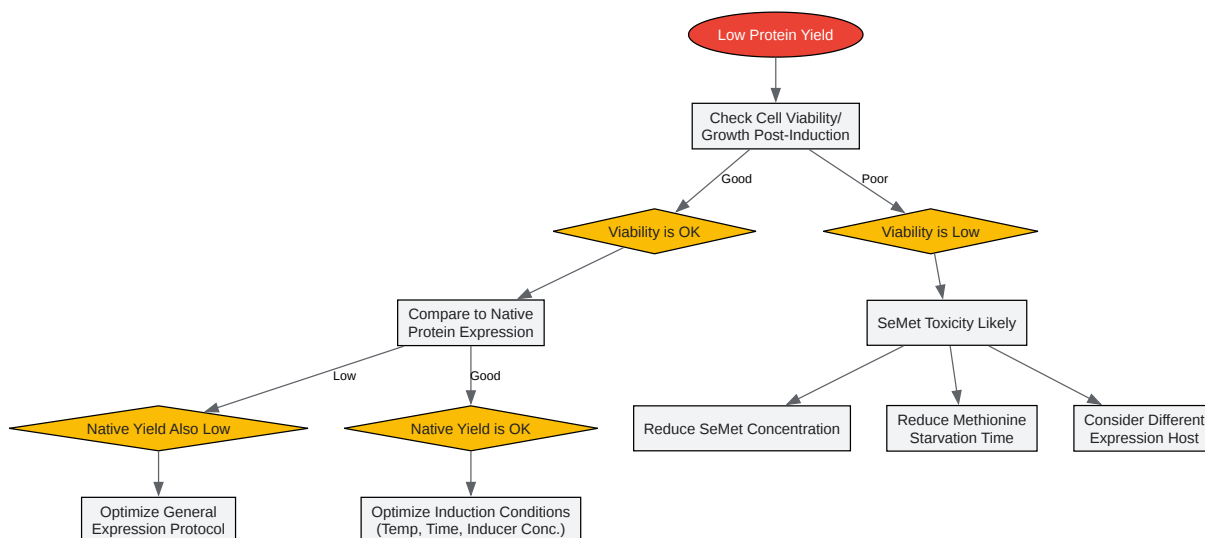 Low Protein Yield
Check Cell Viability/
Growth Post-Induction
Good
Poor
Viability is OK
Viability is Low
Compare to Native
Protein Expression
SeMet Toxicity Likely
Low
Good
Native Yield Also Low
Native Yield is OK
Reduce SeMet Concentration
Reduce Methionine
Starvation Time
Consider Different
Expression Host
Optimize General
Expression Protocol
Optimize Induction Conditions
(Temp, Time, Inducer Conc.)